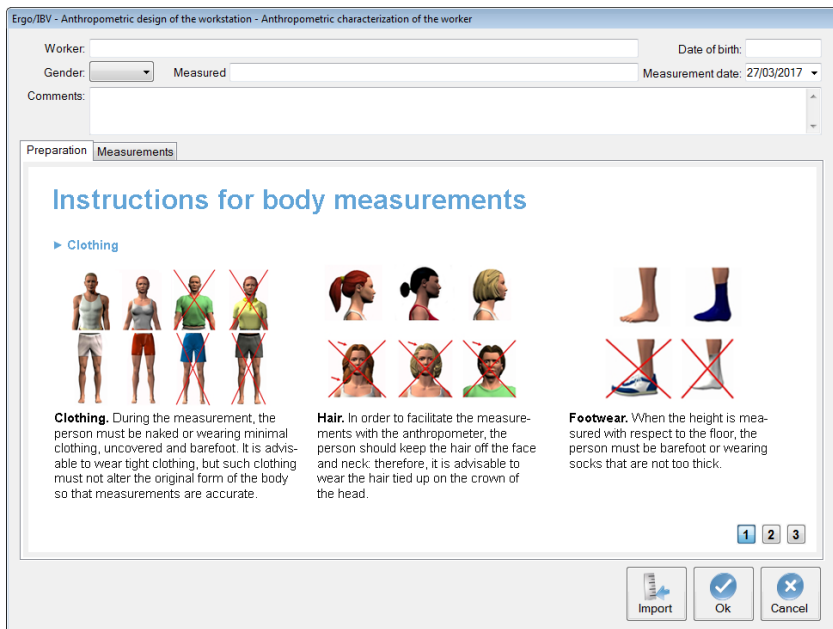 Ergo/IBV - Anthropometric design of the workstation - Anthropometric characterization of the worker
Worker:
Date of birth:
Gender:
Measured
Measurement date: 27/03/2017
Comments:
Preparation
Measurements
Instructions for body measurements
Clothing
Clothing. During the measurement, the
person must be naked or wearing minimal
clothing, uncovered and barefoot. It is advis-
able to wear tight clothing, but such clothing
must not alter the original form of the body
so that measurements are accurate.
Hair. In order to facilitate the measure-
ments with the anthropometer, the
person should keep the hair off the face
and neck: therefore, it is advisable to
wear the hair tied up on the crown of
the head.
Footwear. When the height is mea-
sured with respect to the floor, the
person must be barefoot or wearing
socks that are not too thick.
1 2 3
Import
Ok
Cancel